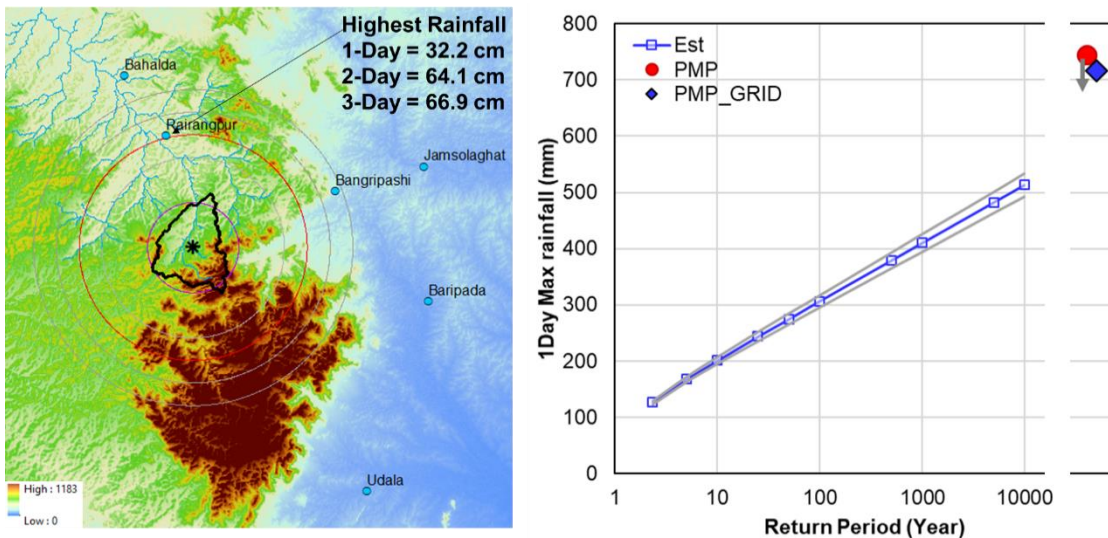 Highest Rainfall
1-Day = 32.2 cm
2-Day = 64.1 cm
3-Day = 66.9 cm
Bahalda
Rairangpur
Jamsolaghat
Bangripashi
Baripada
Udala
High : 1183
Low : 0
800
700
600
500
400
300
200
100
0
1Day Max rainfall (mm)
Est
PMP
PMP_GRID
1 10 100 1000 10000
Return Period (Year)